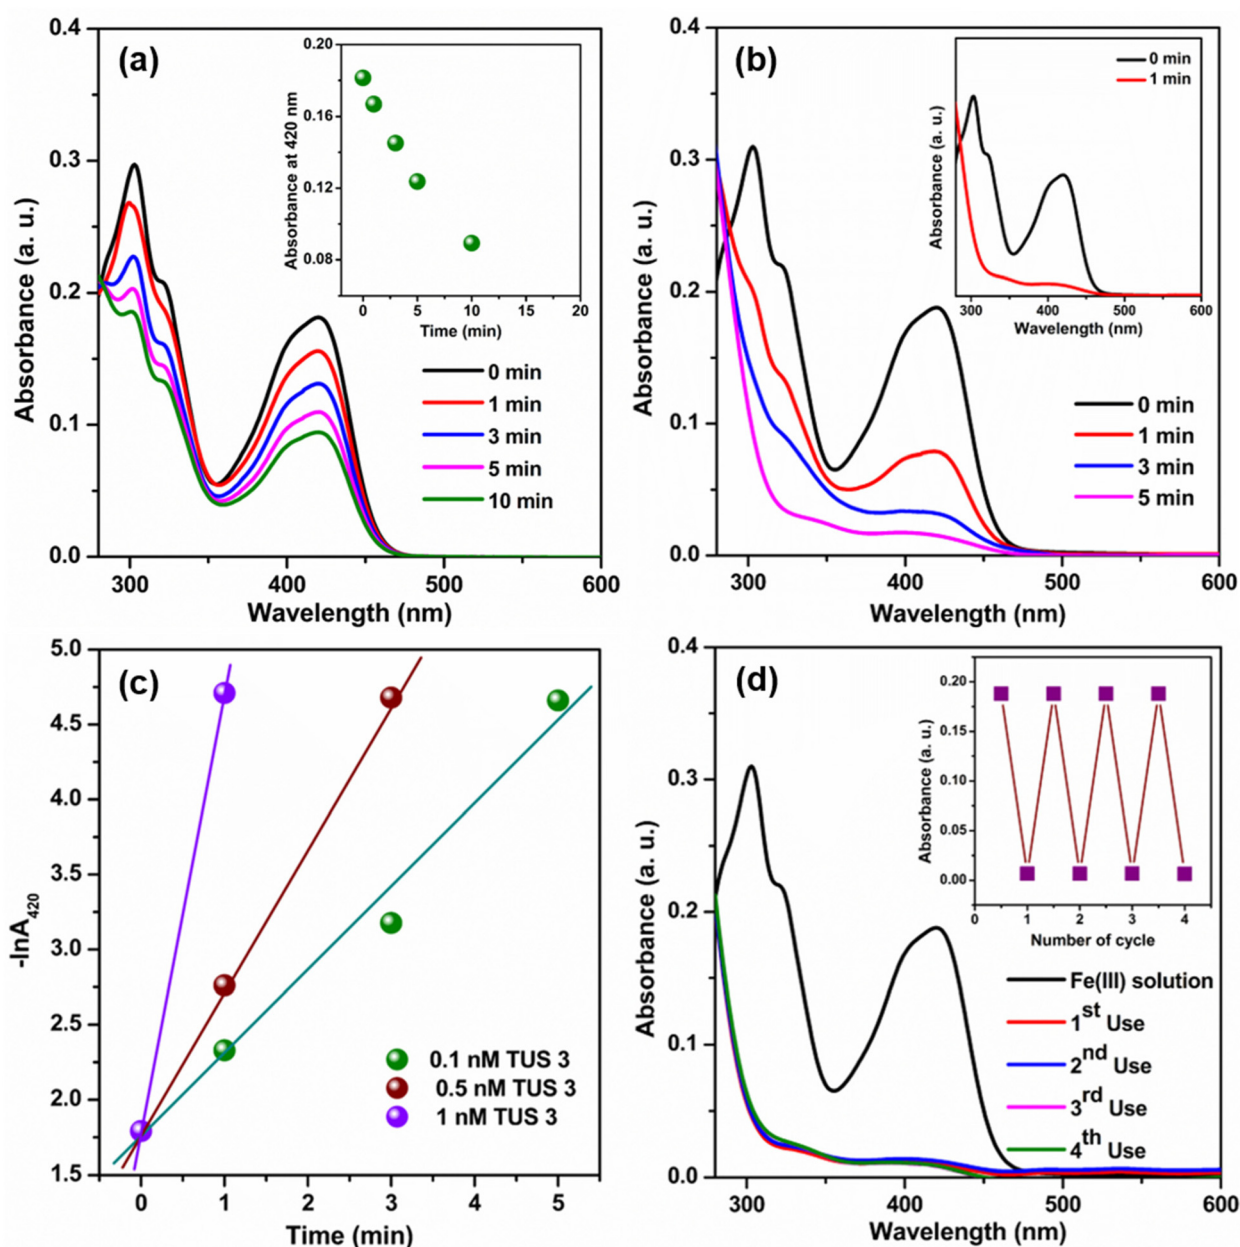 (a)
Absorbance (a. u.)
0.4
0.3
0.2
0.1
0.0
300 400 500 600
Wavelength (nm)
Absorbance at 420 nm
0.20
0.16
0.12
0.08
0 5 10 15 20
Time (min)
0 min
1 min
3 min
5 min
10 min
(b)
Absorbance (a. u.)
0.4
0.3
0.2
0.1
0.0
300 400 500 600
Wavelength (nm)
Absorbance (a. u.)
0 min
1 min
300 400 500 600
Wavelength (nm)
0 min
1 min
3 min
5 min
(c)
-lnA420
5.0
4.5
4.0
3.5
3.0
2.5
2.0
1.5
0 1 2 3 4 5
Time (min)
0.1 nM TUS 3
0.5 nM TUS 3
1 nM TUS 3
(d)
Absorbance (a. u.)
0.4
0.3
0.2
0.1
0.0
300 400 500 600
Wavelength (nm)
Absorbance (a. u.)
0.20
0.15
0.10
0.05
0.00
0 1 2 3 4
Number of cycle
Fe(III) solution
1st Use
2nd Use
3rd Use
4th Use